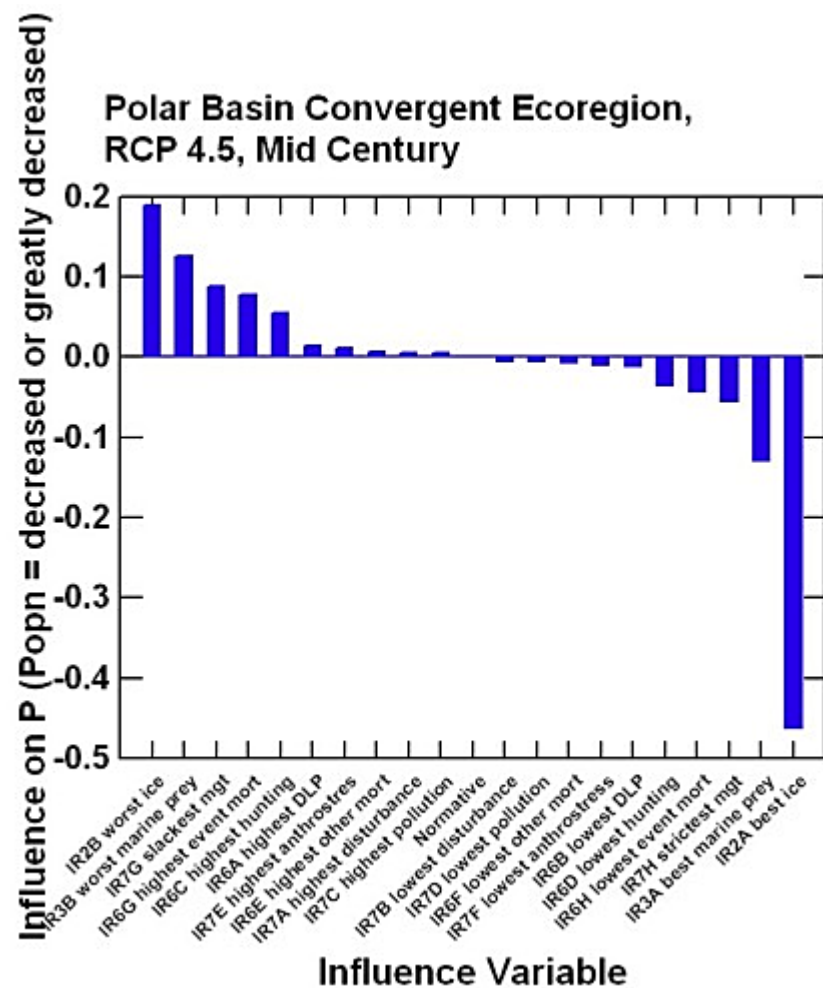 Influence on P (Popn = decreased or greatly decreased)
Polar Basin Convergent Ecoregion,
RCP 4.5, Mid Century
0.2
0.1
0.0
-0.1
-0.2
-0.3
-0.4
-0.5
IR2B worst ice
IR3B worst marine prey
IR7G slackest mgt
IR6G highest event mort
IR6C highest hunting
IR6A highest DLP
IR7E highest anthrostres
IR6E highest other mort
IR7A highest disturbance
IR7C highest pollution
Normative
IR7B lowest disturbance
IR7D lowest pollution
IR6F lowest other mort
IR7F lowest anthrostress
IR6B lowest DLP
IR6D lowest hunting
IR6H lowest event mort
IR7H strictest mgt
IR3A best marine prey
IR2A best ice
Influence Variable